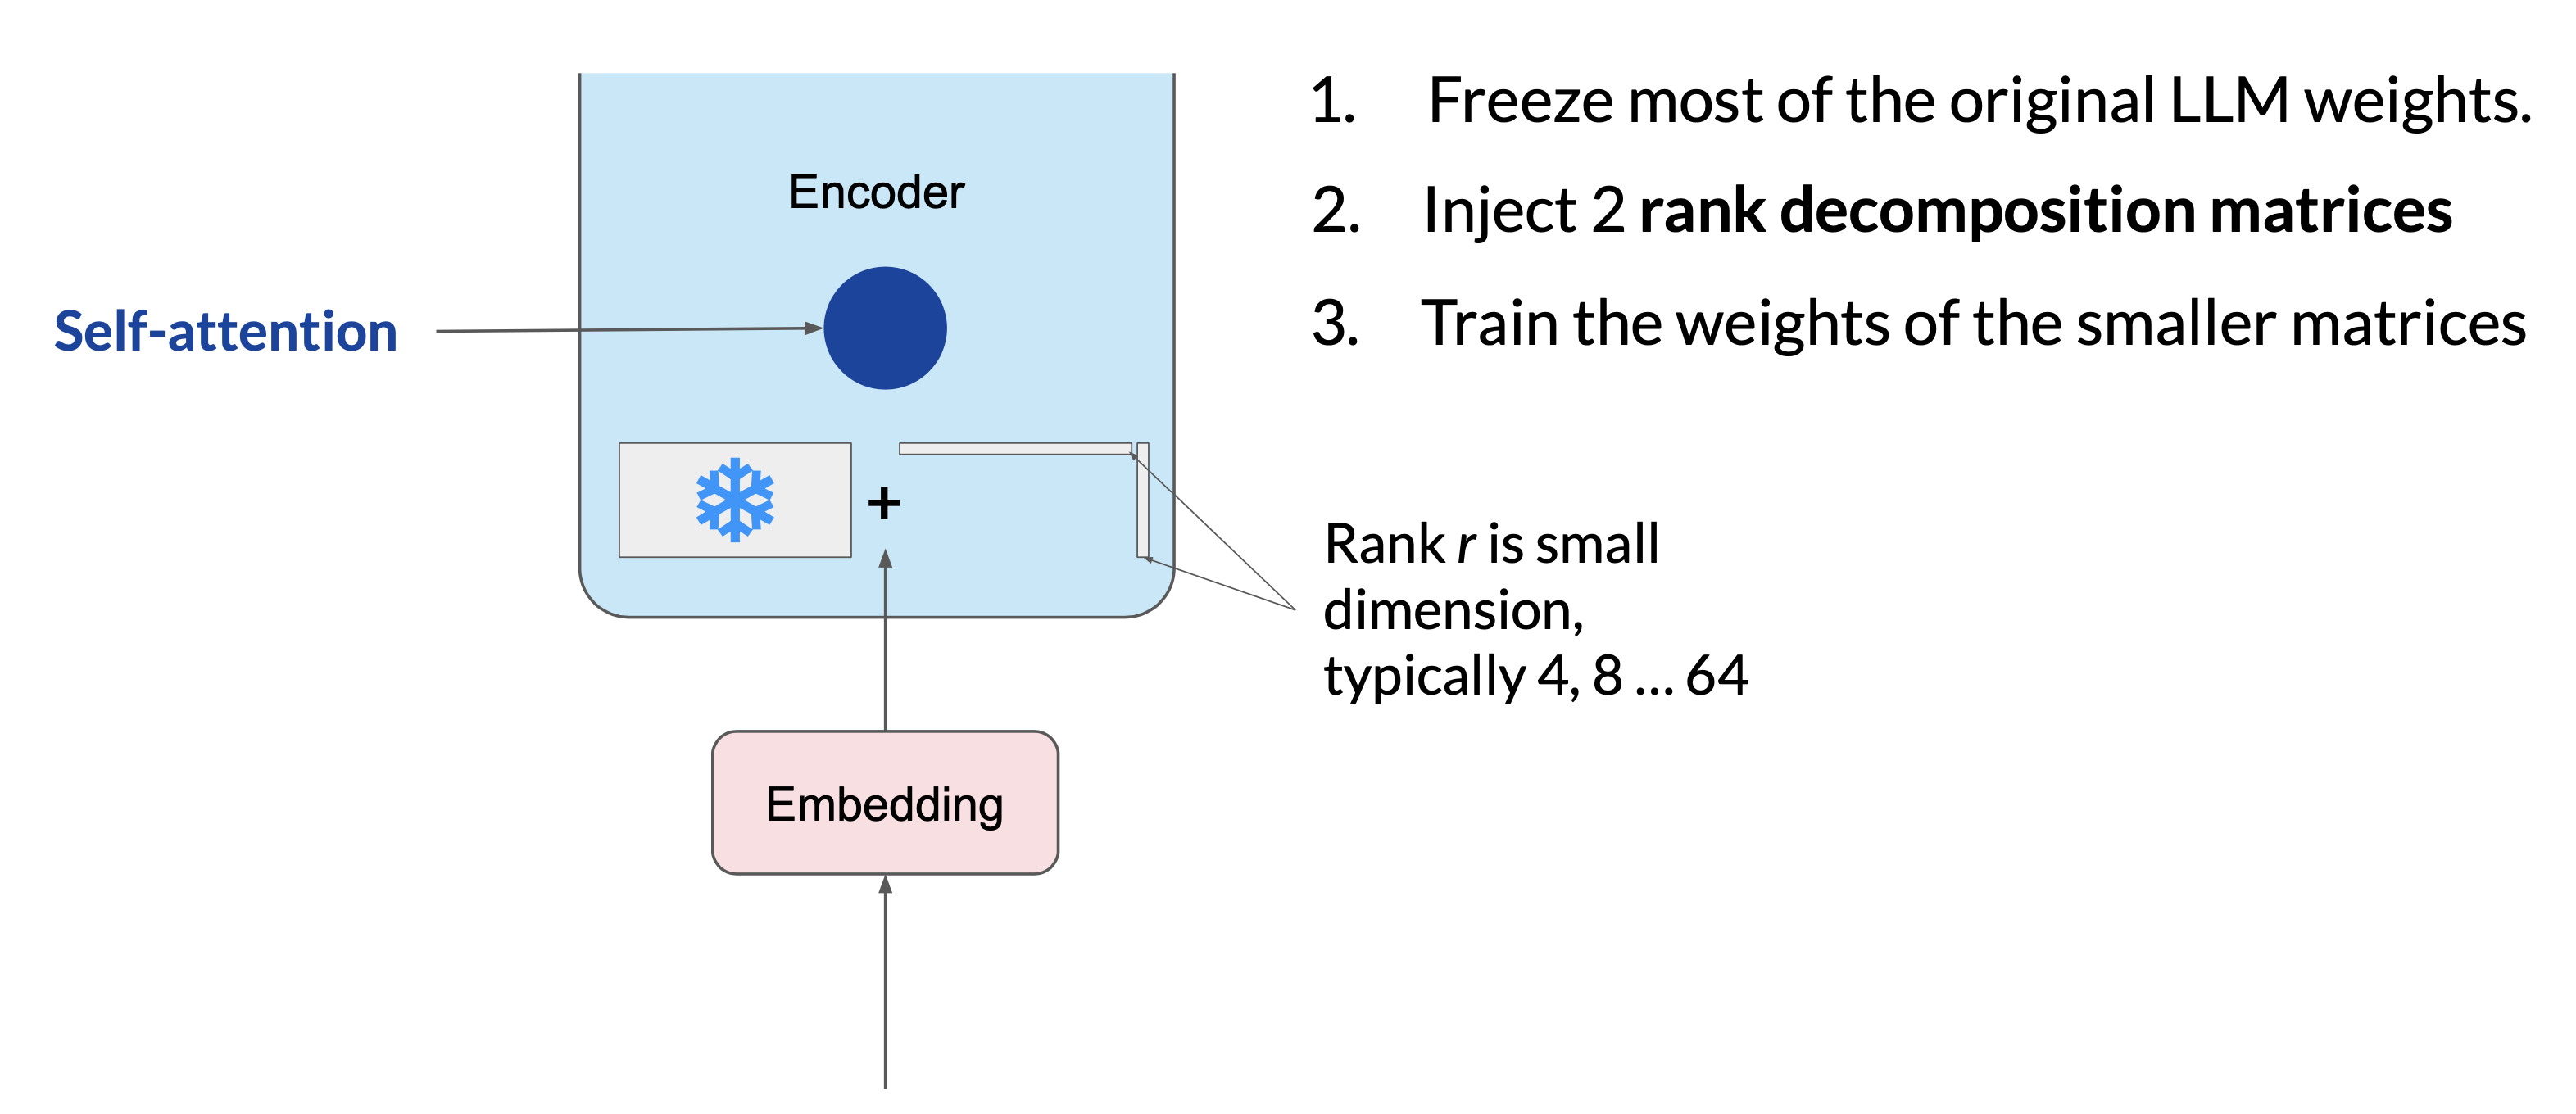 1. Freeze most of the original LLM weights.
2. Inject 2 rank decomposition matrices
3. Train the weights of the smaller matrices
Encoder
Self-attention
+
Rank r is small
dimension,
typically 4, 8 ... 64
Embedding